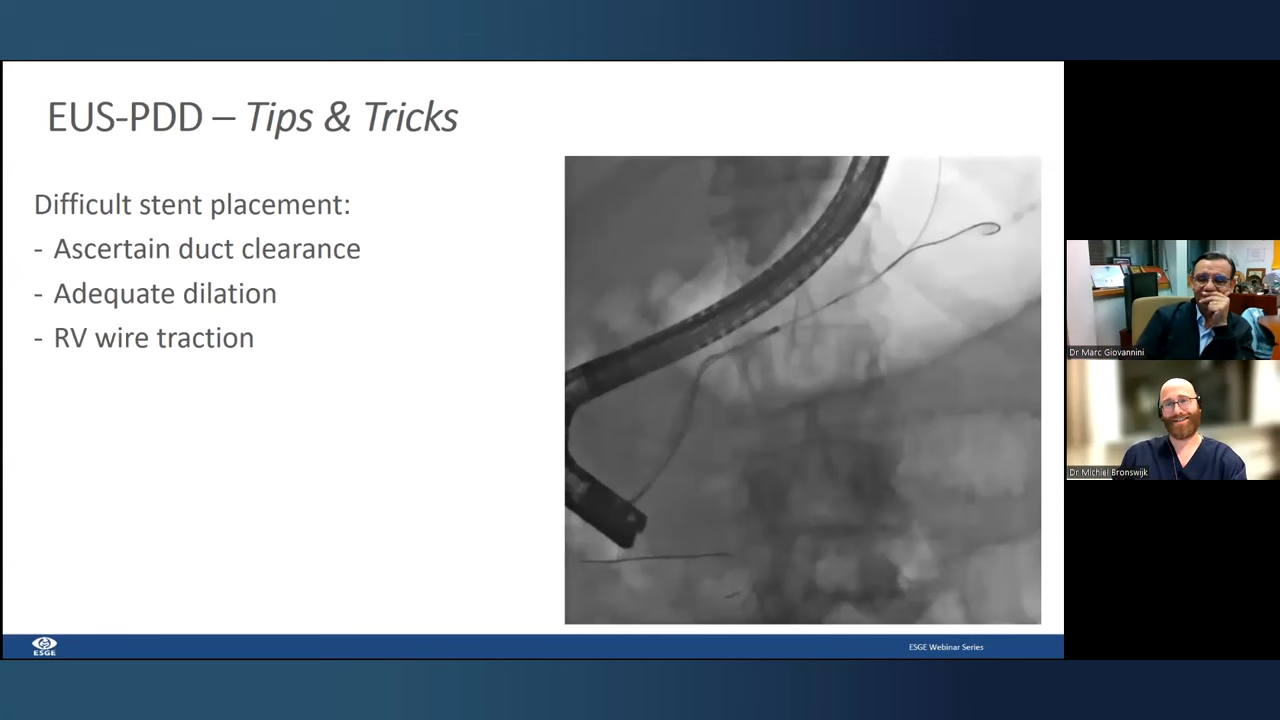 EUS-PDD – Tips & Tricks
Difficult stent placement:
- Ascertain duct clearance
- Adequate dilation
- RV wire traction
Dr Marc Giovannini
Dr Michiel Bronswijk
ESGE
ESGE Webinar Series